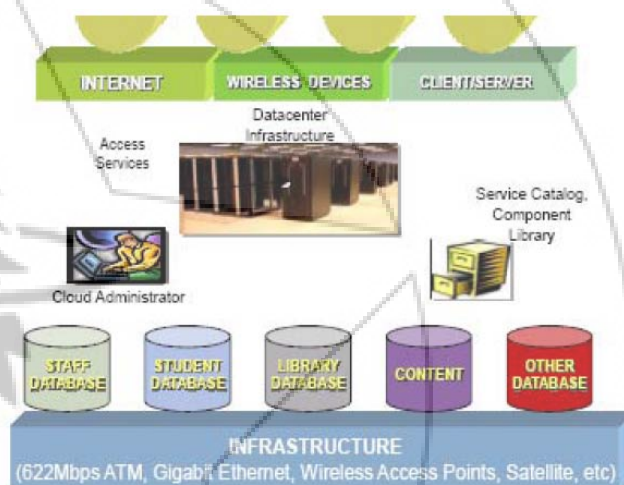 INTERNET
WIRELESS DEVICES
CLIENT/SERVER
Datacenter
Infrastructure
Access
Services
Service Catalog,
Component
Library
Cloud Administrator
STAFF
DATABASE
STUDENT
DATABASE
LIBRARY
DATABASE
CONTENT
OTHER
DATABASE
INFRASTRUCTURE
(622Mbps ATM, Gigabit Ethernet, Wireless Access Points, Satellite, etc)